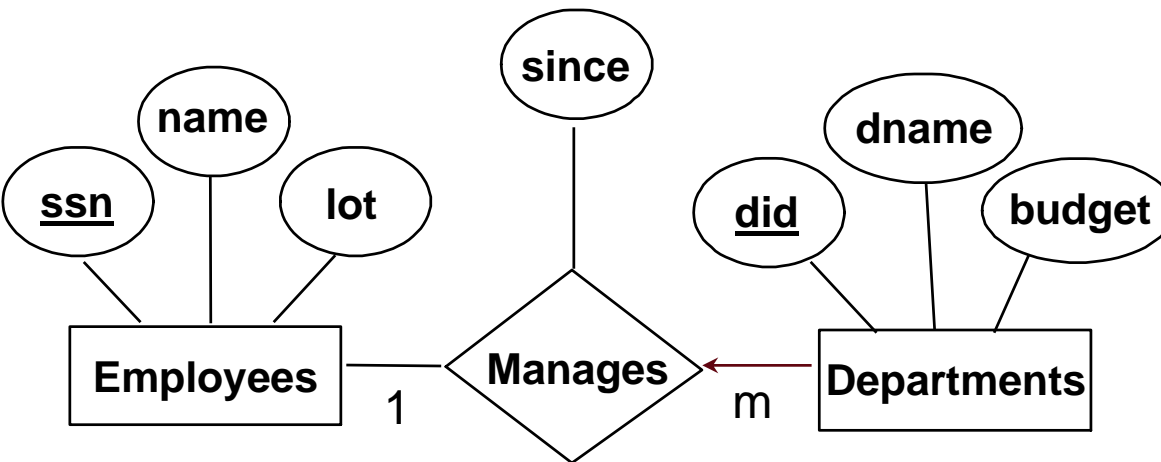 since
name
dname
ssn
lot
did
budget
Employees
Manages
Departments
1
m